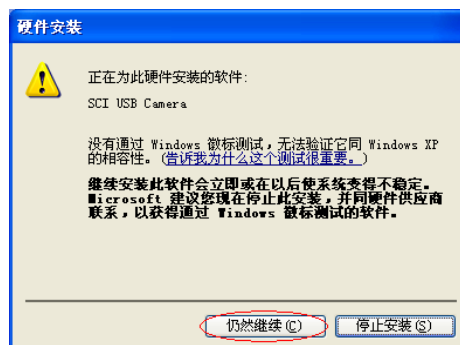 硬件安装
正在为此硬件安装的软件:
SCI USB Camera
没有通过 Windows 徽标测试，无法验证它同 Windows XP
的相容性。(告诉我为什么这个测试很重要。)
继续安装此软件会立即或在以后使系统变得不稳定。
Microsoft 建议您现在停止此安装，并同硬件供应商
联系，以获得通过 Windows 徽标测试的软件。
仍然继续(C) 停止安装(S)